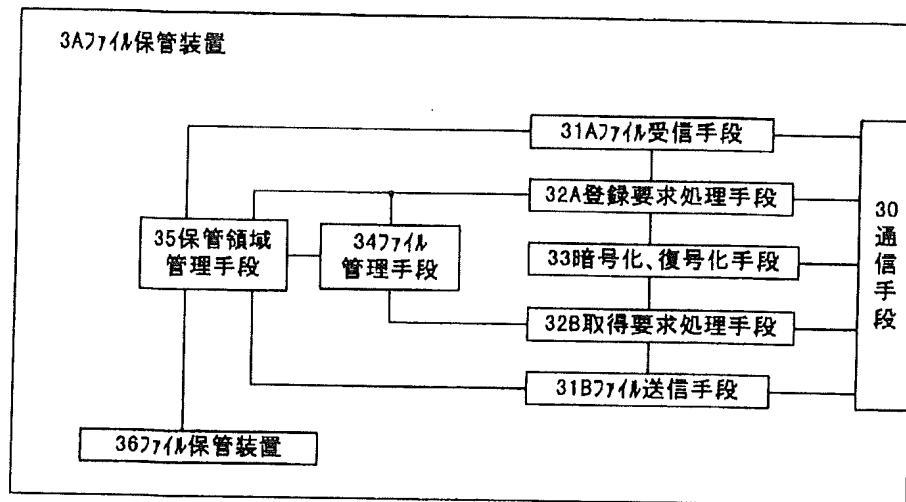 3Aﾌｧｲﾙ保管装置
31Aﾌｧｲﾙ受信手段
32A登録要求処理手段
35保管領域
管理手段
34ﾌｧｲﾙ
管理手段
33暗号化、復号化手段
32B取得要求処理手段
31Bﾌｧｲﾙ送信手段
36ﾌｧｲﾙ保管装置
30通信手段